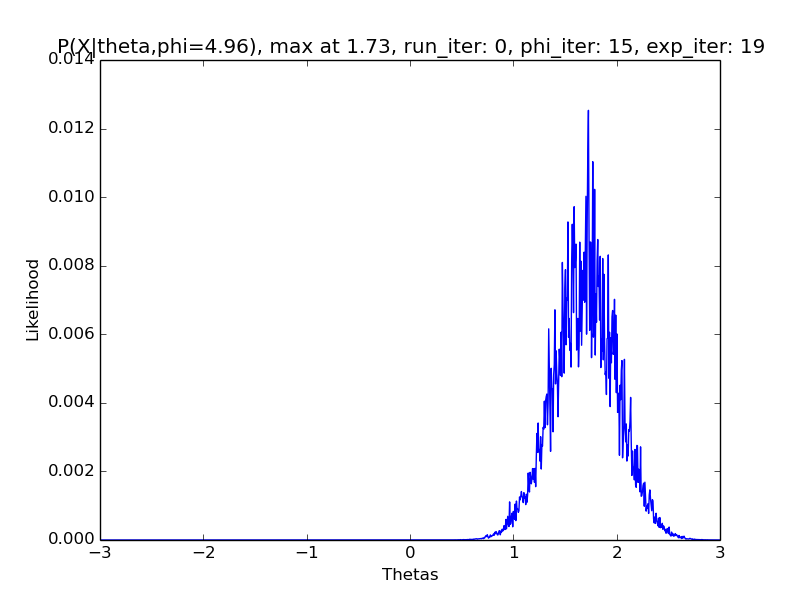 P(X|theta,phi=4.96), max at 1.73, run_iter: 0, phi_iter: 15, exp_iter: 19
0.014
0.012
0.010
0.008
0.006
0.004
0.002
0.000
Likelihood
−3 −2 −1 0 1 2 3
Thetas